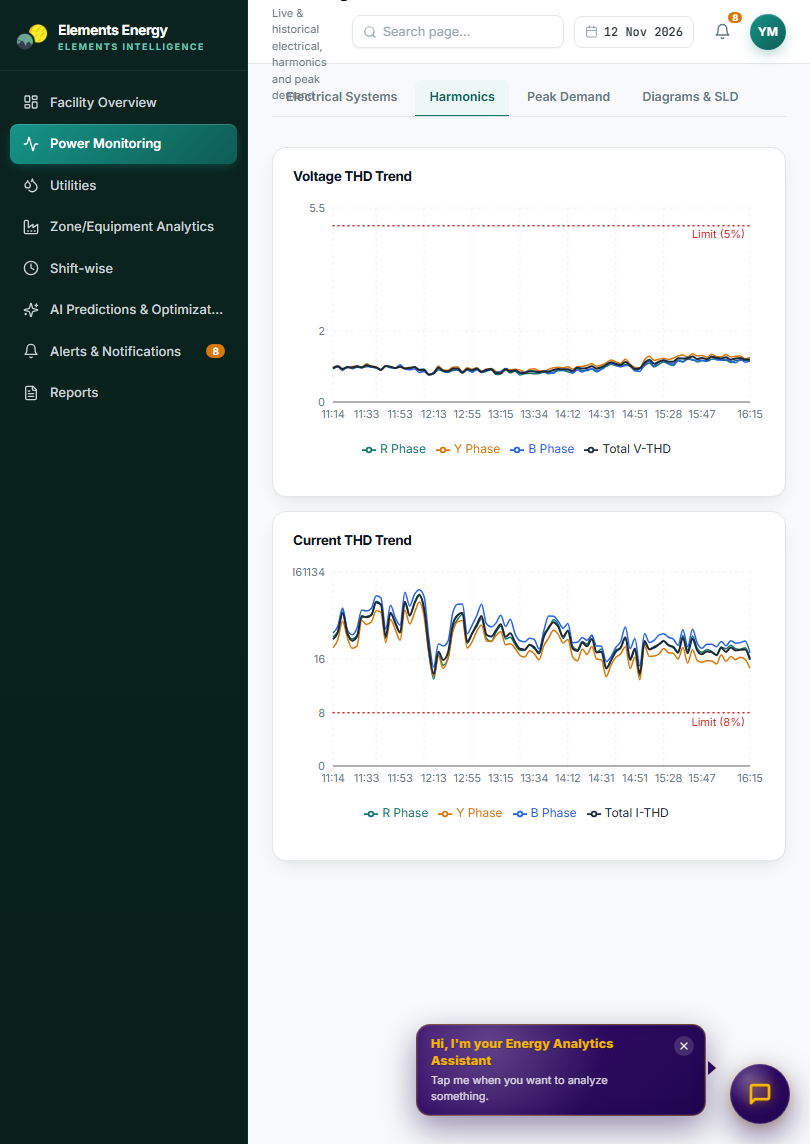 Elements Energy
ELEMENTS INTELLIGENCE
Facility Overview
Power Monitoring
Utilities
Zone/Equipment Analytics
Shift-wise
AI Predictions & Optimizat...
Alerts & Notifications
8
Reports
Live &
historical
electrical,
harmonics
and peak
demand
Search page...
12 Nov 2026
8
YM
Electrical Systems
Harmonics
Peak Demand
Diagrams & SLD
Voltage THD Trend
5.5
Limit (5%)
2
0
11:14 11:33 11:53 12:13 12:55 13:15 13:34 14:12 14:31 14:51 15:28 15:47 16:15
R Phase Y Phase B Phase Total V-THD
Current THD Trend
161134
16
8
Limit (8%)
0
11:14 11:33 11:53 12:13 12:55 13:15 13:34 14:12 14:31 14:51 15:28 15:47 16:15
R Phase Y Phase B Phase Total I-THD
Hi, I'm your Energy Analytics
Assistant
Tap me when you want to analyze
something.